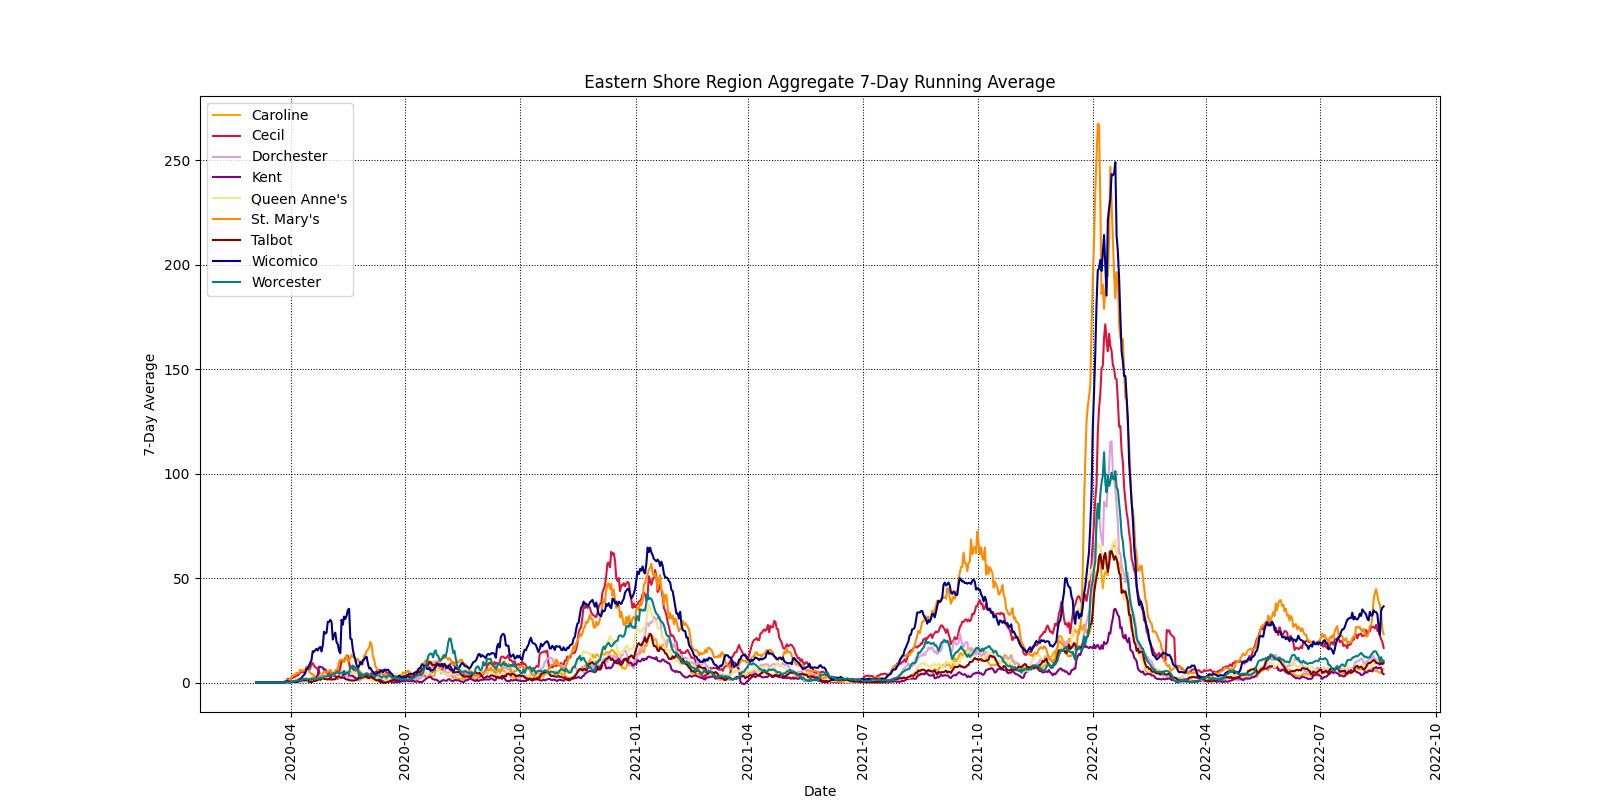 Eastern Shore Region Aggregate 7-Day Running Average
Caroline
Cecil
Dorchester
Kent
Queen Anne's
St. Mary's
Talbot
Wicomico
Worcester
250
200
150
100
50
0
7-Day Average
2020-04
2020-07
2020-10
2021-01
2021-04
2021-07
2021-10
2022-01
2022-04
2022-07
2022-10
Date